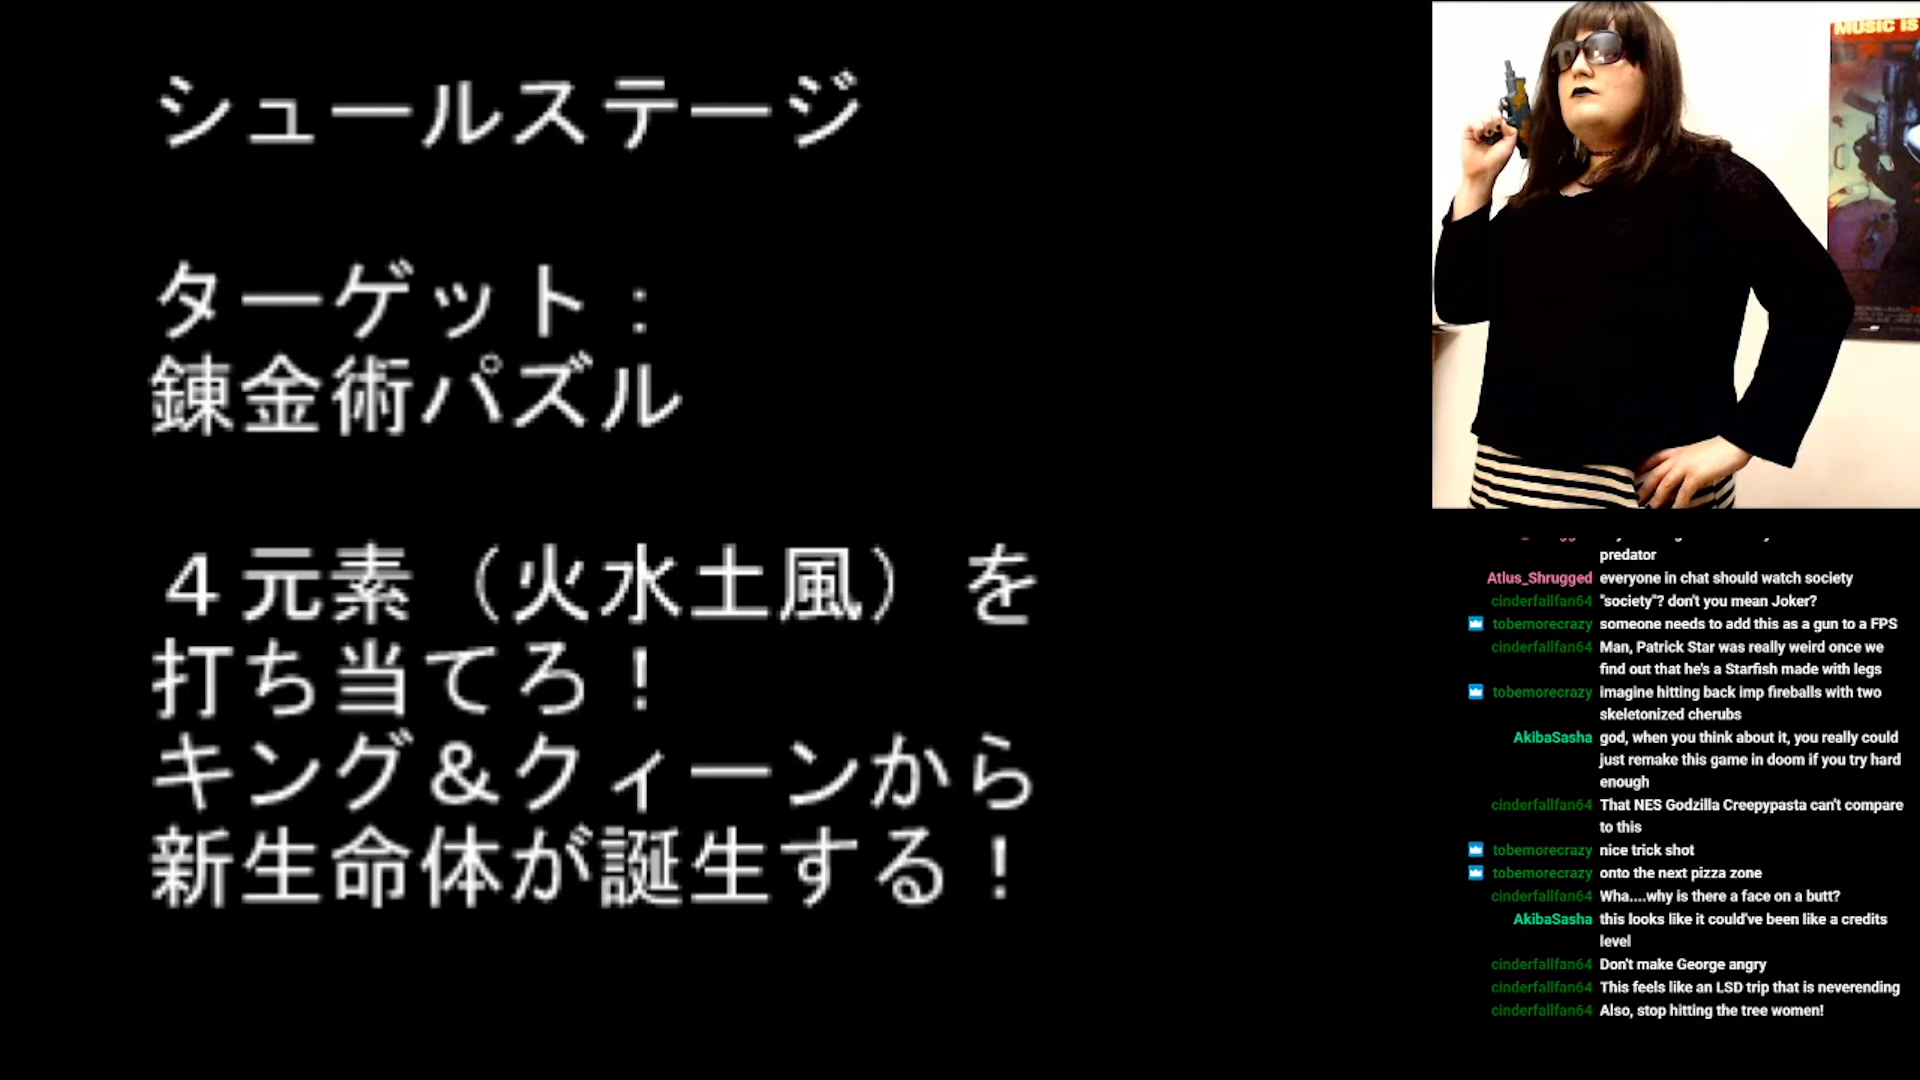 シュールステージ
ターゲット：
錬金術パズル
４元素（火水土風）を
打ち当てろ！
キング＆クィーンから
新生命体が誕生する！
MUSIC IS
predator
Atlus_Shrugged everyone in chat should watch society
cinderfallfan64 "society"? don't you mean Joker?
tobemorecrazy someone needs to add this as a gun to a FPS
cinderfallfan64 Man, Patrick Star was really weird once we
find out that he's a Starfish made with legs
tobemorecrazy imagine hitting back imp fireballs with two
skeletonized cherubs
AkibaSasha god, when you think about it, you really could
just remake this game in doom if you try hard
enough
cinderfallfan64 That NES Godzilla Creepypasta can't compare
to this
tobemorecrazy nice trick shot
tobemorecrazy onto the next pizza zone
cinderfallfan64 Wha....why is there a face on a butt?
AkibaSasha this looks like it could've been like a credits
level
cinderfallfan64 Don't make George angry
cinderfallfan64 This feels like an LSD trip that is neverending
cinderfallfan64 Also, stop hitting the tree women!